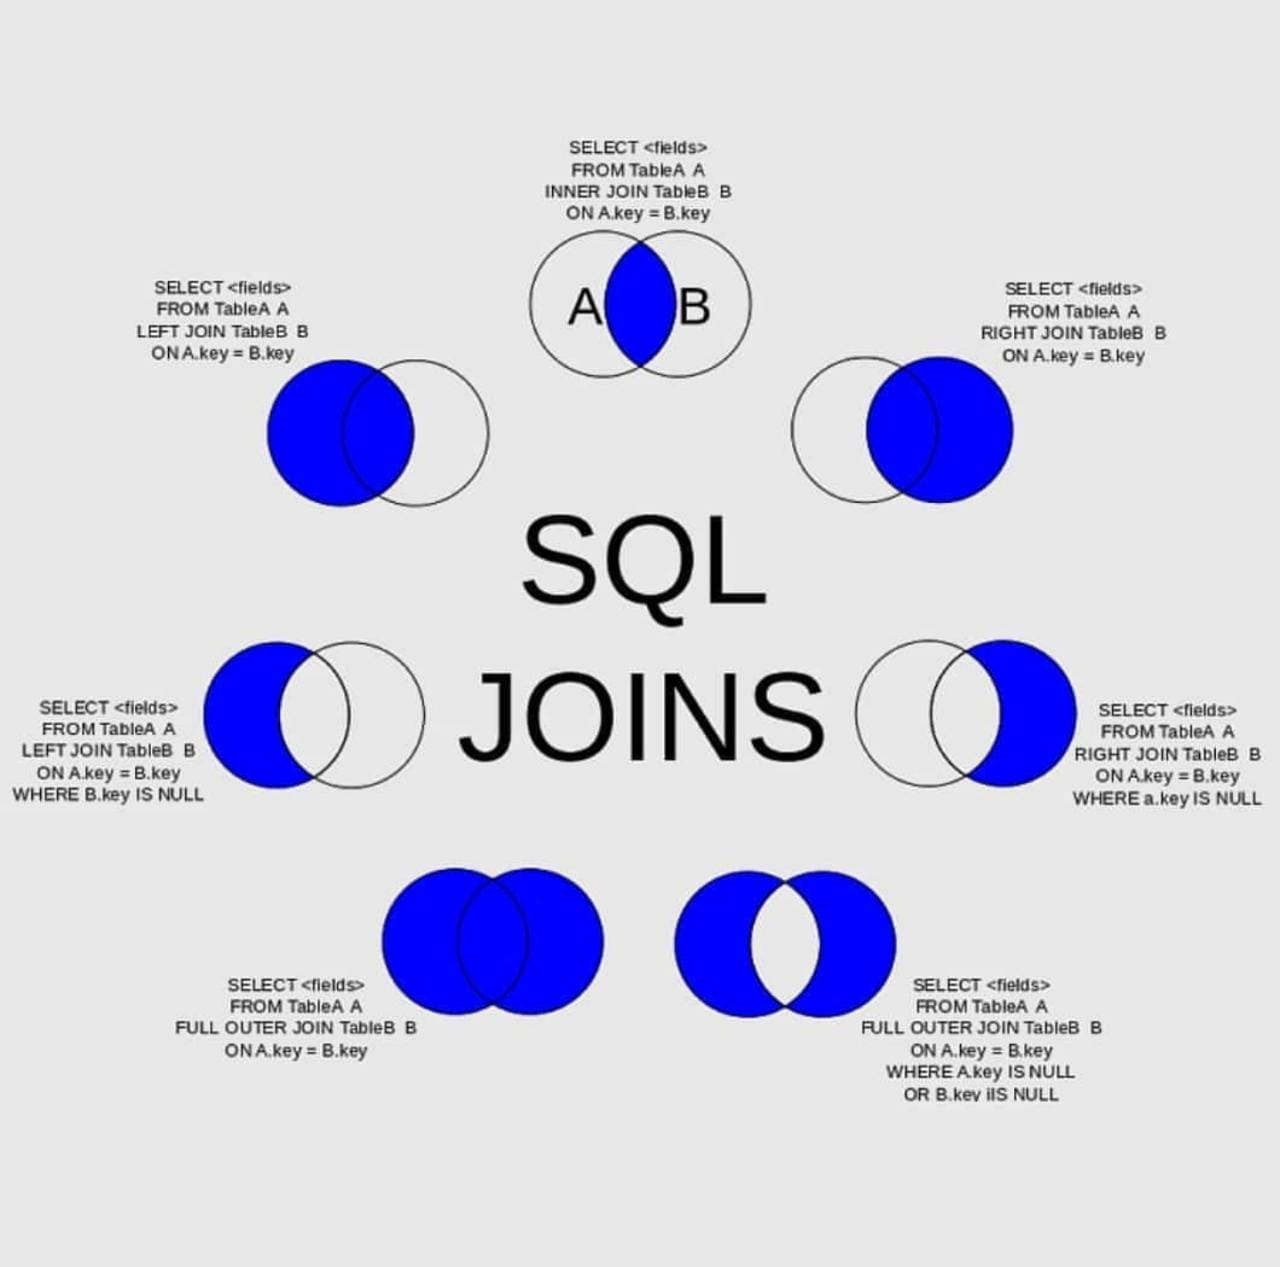 SELECT <fields>
FROM TableA A
INNER JOIN TableB B
ON A.key = B.key
A B
SELECT <fields>
FROM TableA A
LEFT JOIN TableB B
ON A.key = B.key
SELECT <fields>
FROM TableA A
RIGHT JOIN TableB B
ON A.key = B.key
SQL
JOINS
SELECT <fields>
FROM TableA A
LEFT JOIN TableB B
ON A.key = B.key
WHERE B.key IS NULL
SELECT <fields>
FROM TableA A
RIGHT JOIN TableB B
ON A.key = B.key
WHERE a.key IS NULL
SELECT <fields>
FROM TableA A
FULL OUTER JOIN TableB B
ON A.key = B.key
SELECT <fields>
FROM TableA A
FULL OUTER JOIN TableB B
ON A.key = B.key
WHERE A.key IS NULL
OR B.key iIS NULL